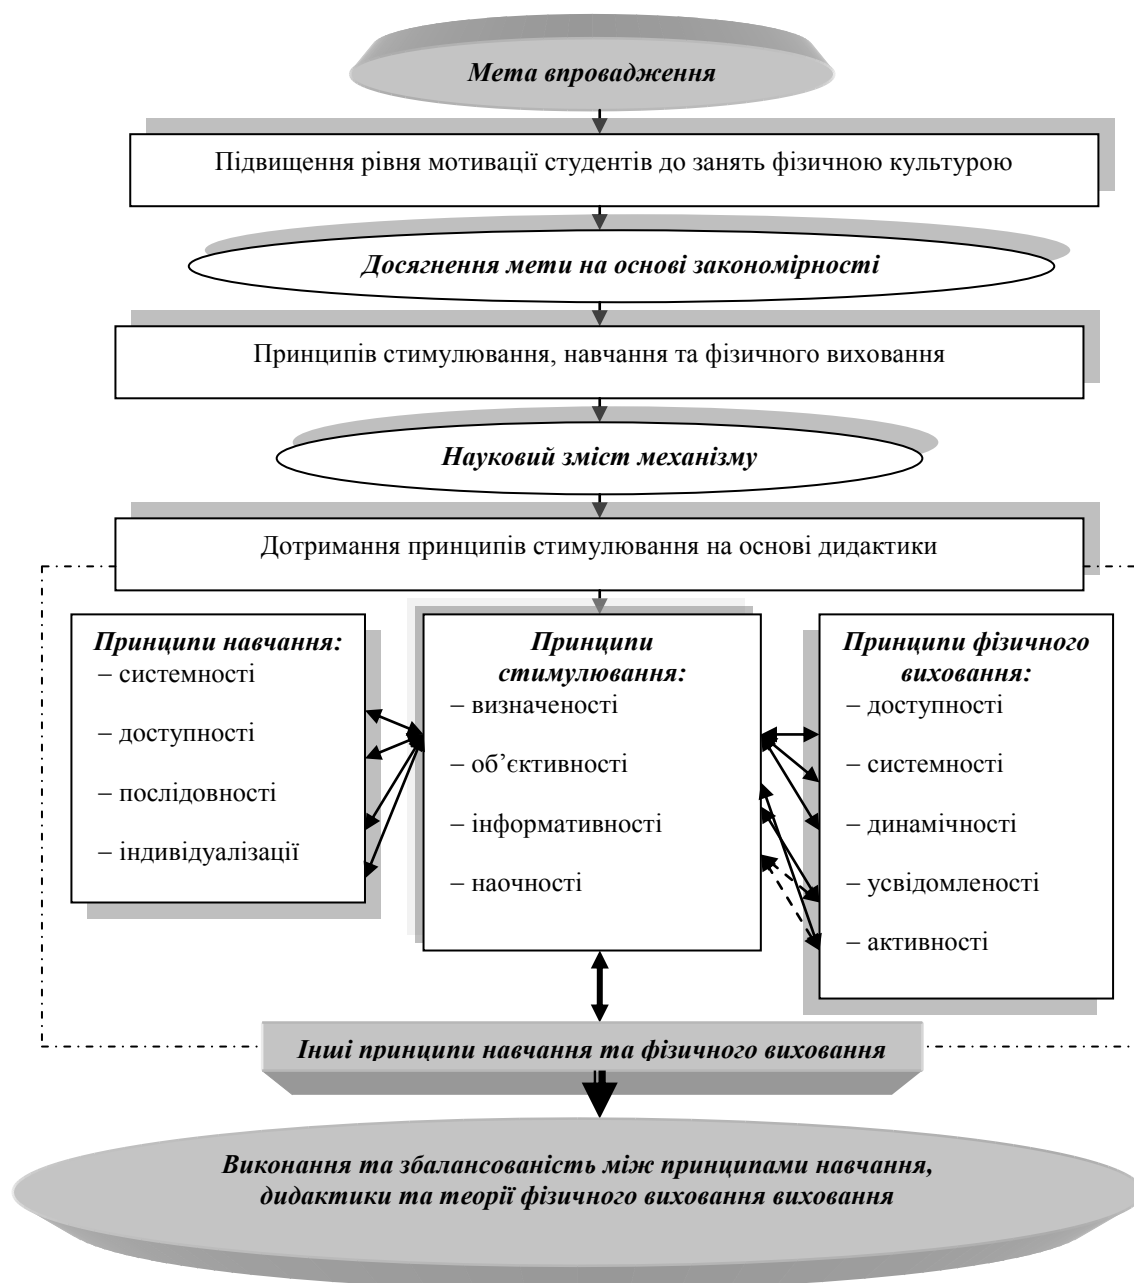 Мета впровадження
Підвищення рівня мотивації студентів до занять фізичною культурою
Досягнення мети на основі закономірності
Принципів стимулювання, навчання та фізичного виховання
Науковий зміст механізму
Дотримання принципів стимулювання на основі дидактики
Принципи навчання:
– системності
– доступності
– послідовності
– індивідуалізації
Принципи
стимулювання:
– визначеності
– об’єктивності
– інформативності
– наочності
Принципи фізичного
виховання:
– доступності
– системності
– динамічності
– усвідомленості
– активності
Інші принципи навчання та фізичного виховання
Виконання та збалансованість між принципами навчання,
дидактики та теорії фізичного виховання виховання